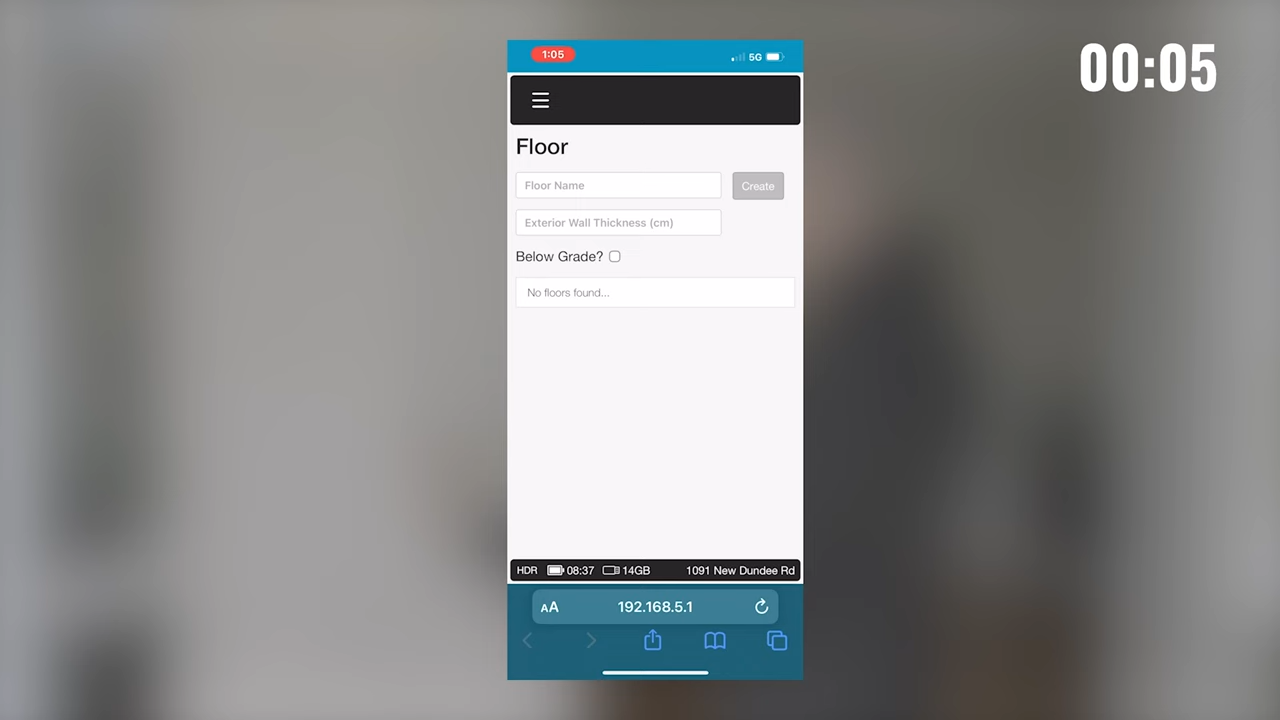 00:05
1:05
5G
Floor
Floor Name
Create
Exterior Wall Thickness (cm)
Below Grade?
No floors found...
HDR 08:37 14GB 1091 New Dundee Rd
AA 192.168.5.1